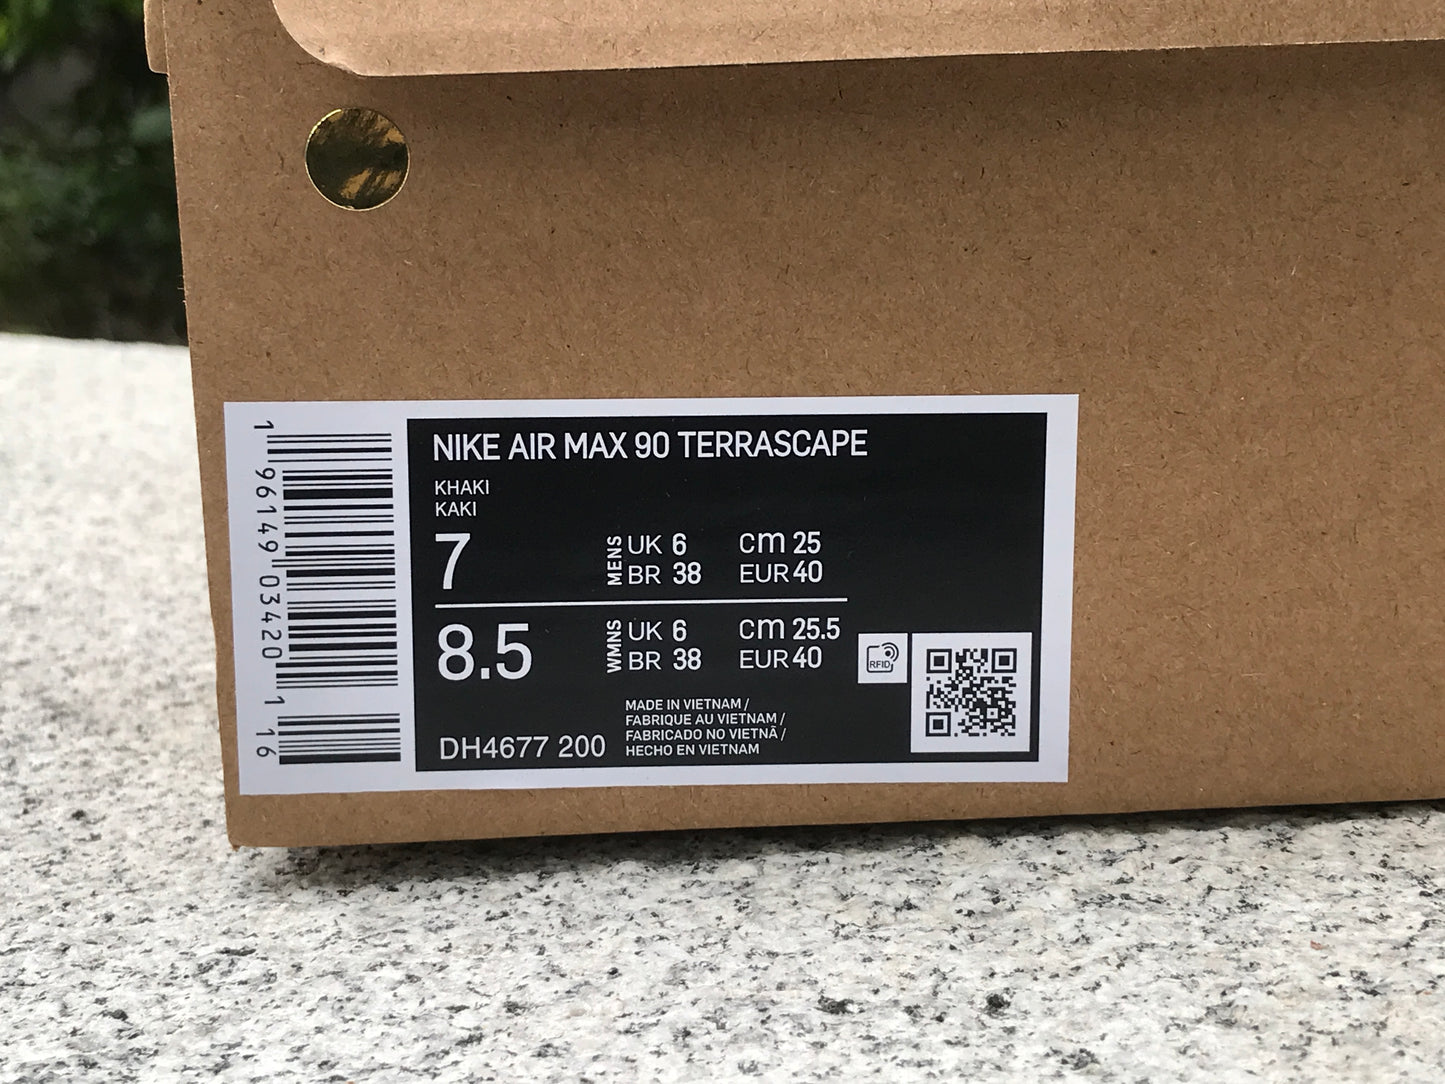 NIKE AIR MAX 90 TERRASCAPE
KHAKI
KAKI
7 MENS UK 6 cm 25
BR 38 EUR 40
8.5 WMNS UK 6 cm 25.5
BR 38 EUR 40
RFID
MADE IN VIETNAM /
FABRIQUE AU VIETNAM /
FABRICADO NO VIETNÃ /
HECHO EN VIETNAM
DH4677 200
1 96149 03420 1 16